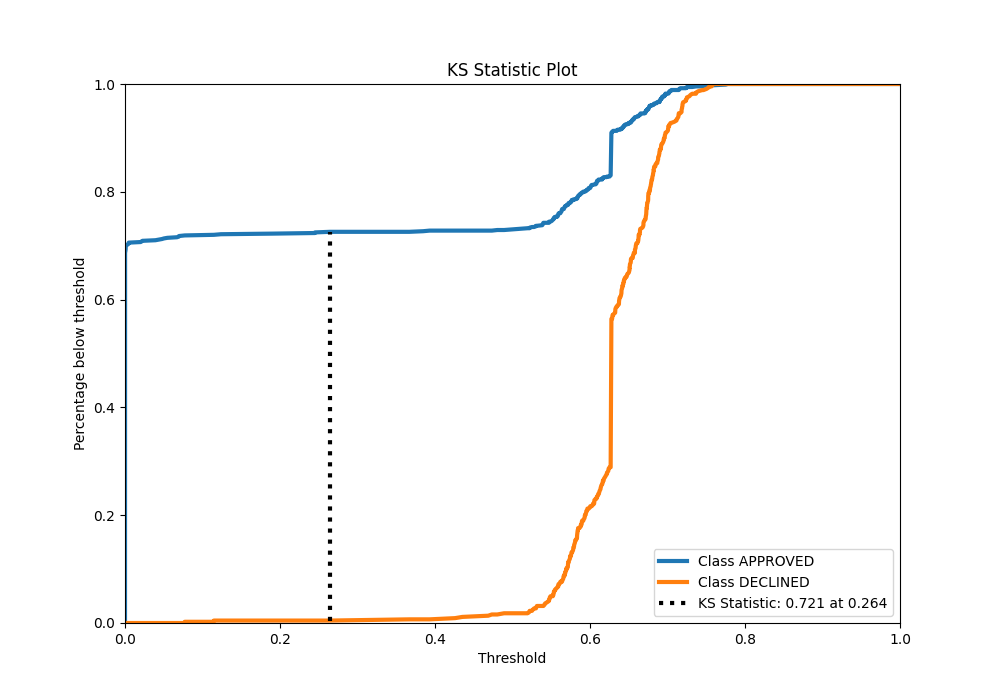 KS Statistic Plot
1.0
0.8
0.6
0.4
0.2
0.0
Percentage below threshold
0.0 0.2 0.4 0.6 0.8 1.0
Threshold
Class APPROVED
Class DECLINED
KS Statistic: 0.721 at 0.264